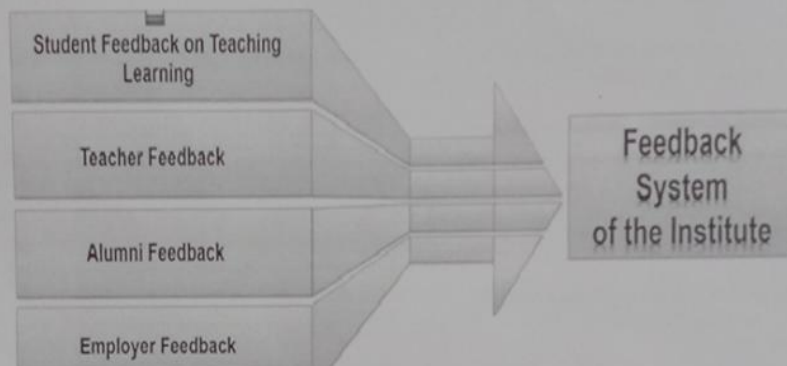 Student Feedback on Teaching
Learning
Teacher Feedback
Alumni Feedback
Employer Feedback
Feedback
System
of the Institute